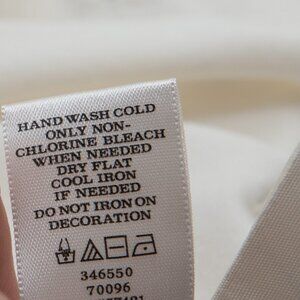 HAND WASH COLD
ONLY NON-
CHLORINE BLEACH
WHEN NEEDED
DRY FLAT
COOL IRON
IF NEEDED
DO NOT IRON ON
DECORATION
346550
70096